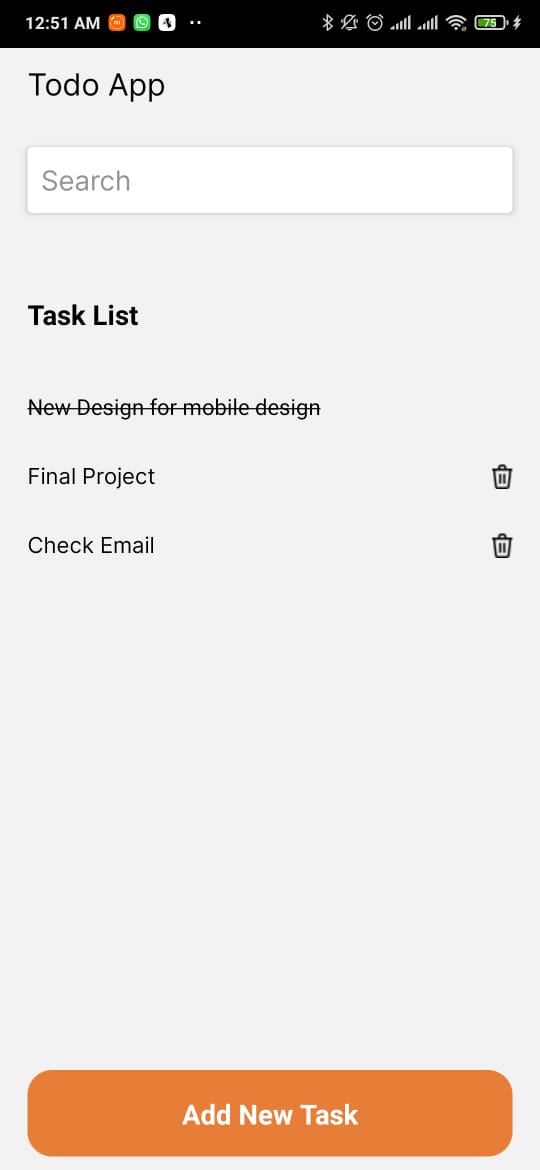 12:51 AM
75
Todo App
Search
Task List
New Design for mobile design
Final Project
Check Email
Add New Task